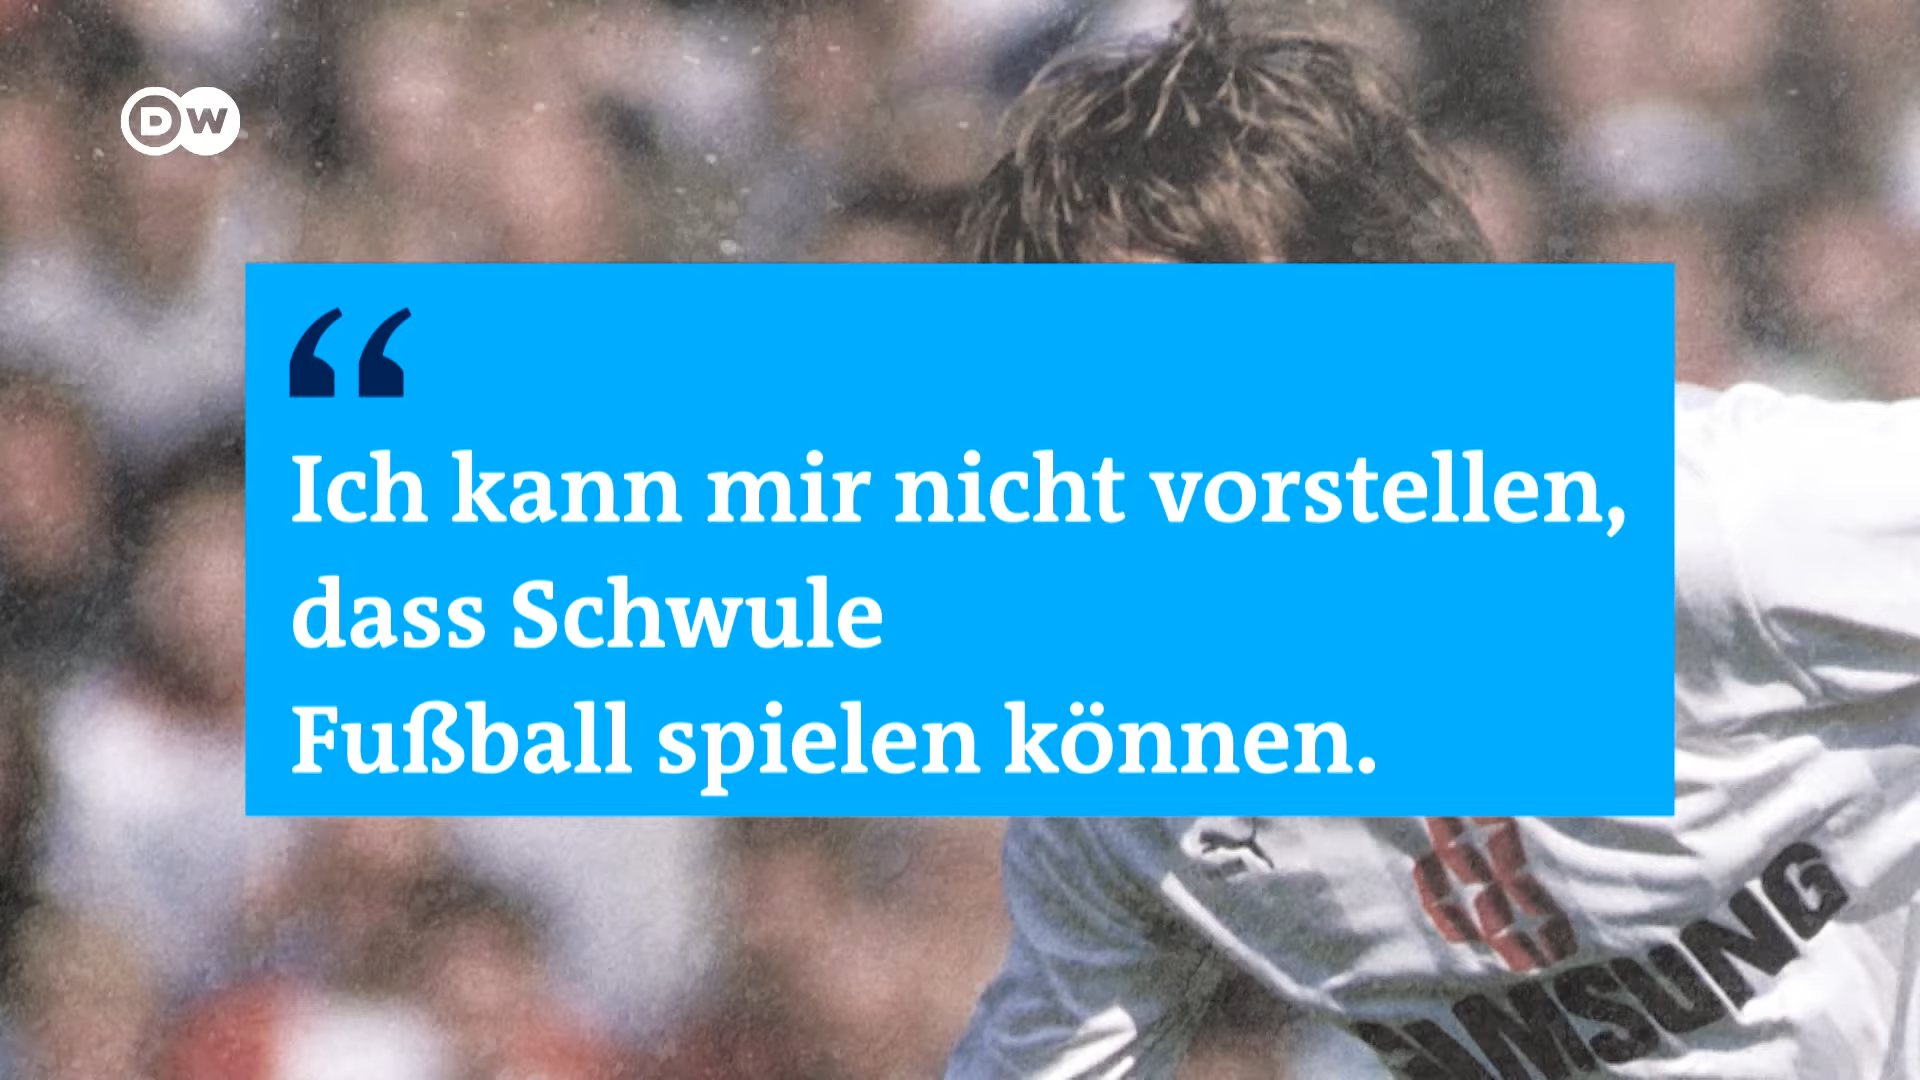 DW
“
Ich kann mir nicht vorstellen,
dass Schwule
Fußball spielen können.
SAMSUNG